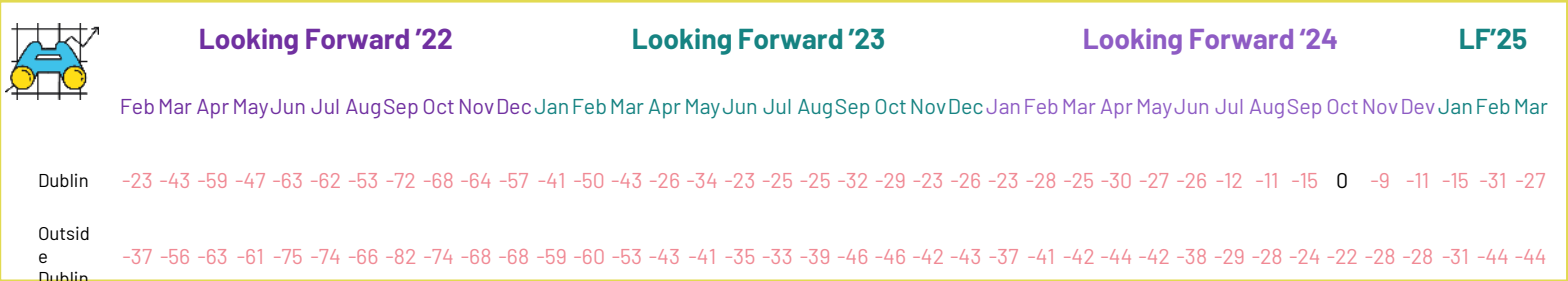 Looking Forward ’22 Looking Forward ’23 Looking Forward ’24 LF’25
Feb Mar Apr May Jun Jul Aug Sep Oct Nov Dec Jan Feb Mar Apr May Jun Jul Aug Sep Oct Nov Dec Jan Feb Mar Apr May Jun Jul Aug Sep Oct Nov Dev Jan Feb Mar
Dublin -23 -43 -59 -47 -63 -62 -53 -72 -68 -64 -57 -41 -50 -43 -26 -34 -23 -25 -25 -32 -29 -23 -26 -23 -28 -25 -30 -27 -26 -12 -11 -15 0 -9 -11 -15 -31 -27
Outsid
e -37 -56 -63 -61 -75 -74 -66 -82 -74 -68 -68 -59 -60 -53 -43 -41 -35 -33 -39 -46 -46 -42 -43 -37 -41 -42 -44 -42 -38 -29 -28 -24 -22 -28 -28 -31 -44 -44
Dublin